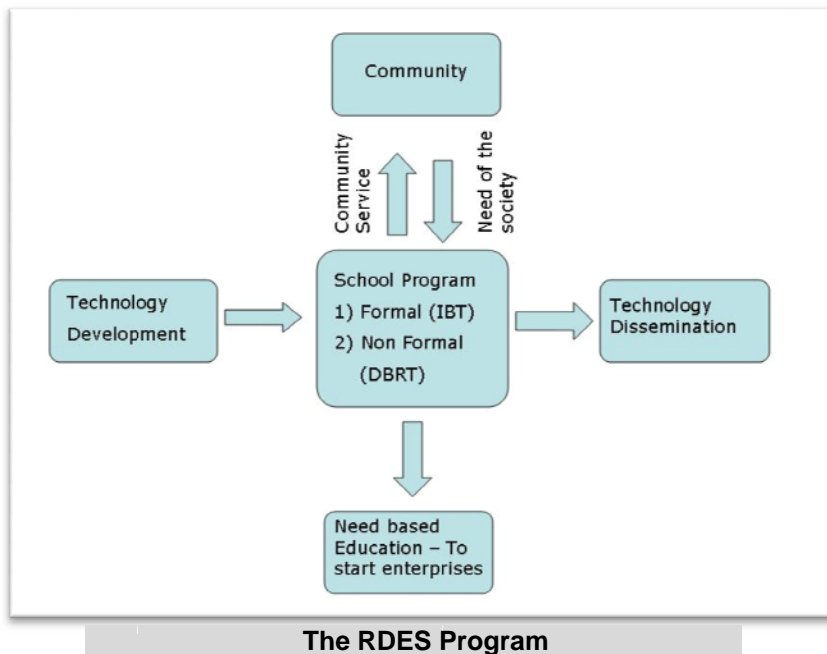 Community
Community
Service
Need of the
society
School Program
1) Formal (IBT)
2) Non Formal
(DBRT)
Technology
Development
Technology
Dissemination
Need based
Education – To
start enterprises
The RDES Program